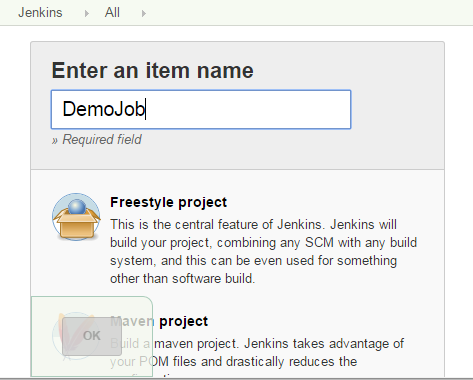 Jenkins All
Enter an item name
DemoJob
» Required field
Freestyle project
This is the central feature of Jenkins. Jenkins will
build your project, combining any SCM with any build
system, and this can be even used for something
other than software build.
Maven project
Build a maven project. Jenkins takes advantage of
OK
your POM files and drastically reduces the